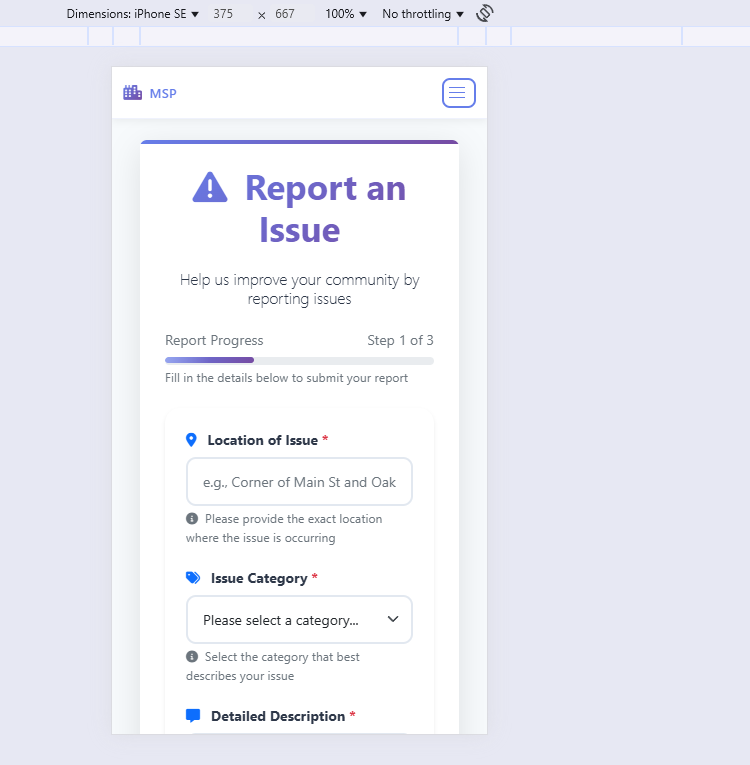 Dimensions: iPhone SE 375 × 667 100% No throttling
MSP
Report an
Issue
Help us improve your community by
reporting issues
Report Progress Step 1 of 3
Fill in the details below to submit your report
Location of Issue *
e.g., Corner of Main St and Oak
Please provide the exact location
where the issue is occurring
Issue Category *
Please select a category...
Select the category that best
describes your issue
Detailed Description *